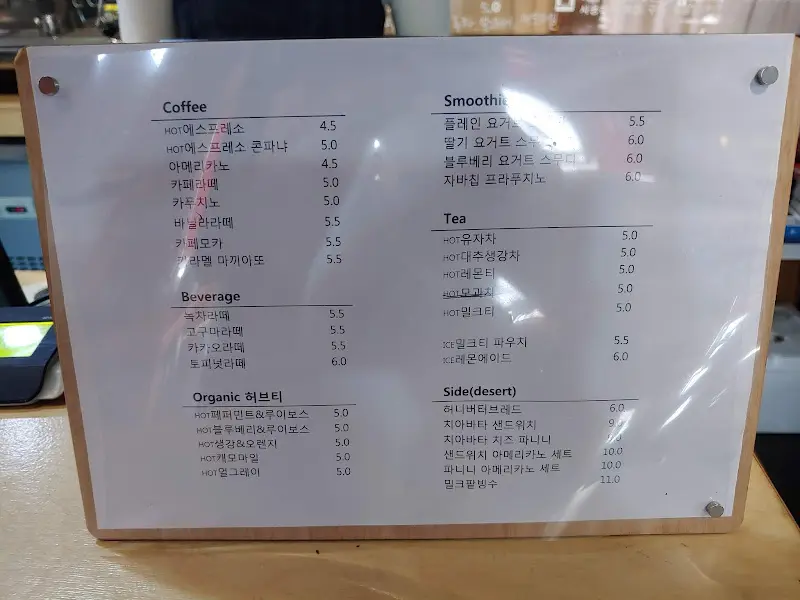 Coffee
HOT에스프레소 4.5
HOT에스프레소 콘파냐 5.0
아메리카노 4.5
카페라떼 5.0
카푸치노 5.0
바닐라라떼 5.5
카페모카 5.5
카라멜 마끼아또 5.5
Beverage
녹차라떼 5.5
고구마라떼 5.5
카카오라떼 5.5
토피넛라떼 6.0
Organic 허브티
HOT페퍼민트&루이보스 5.0
HOT블루베리&루이보스 5.0
HOT생강&오렌지 5.0
HOT캐모마일 5.0
HOT얼그레이 5.0
Smoothie
플레인 요거트 5.5
딸기 요거트 스무디 6.0
블루베리 요거트 스무디 6.0
자바칩 프라푸치노 6.0
Tea
HOT유자차 5.0
HOT대추생강차 5.0
HOT레몬티 5.0
HOT모과차 5.0
HOT밀크티 5.0
ICE밀크티 파우치 5.5
ICE레몬에이드 6.0
Side(desert)
허니버터브레드 6.0
치아바타 샌드위치
치아바타 치즈 파니니
샌드위치 아메리카노 세트 10.0
파니니 아메리카노 세트 10.0
밀크팥빙수 11.0